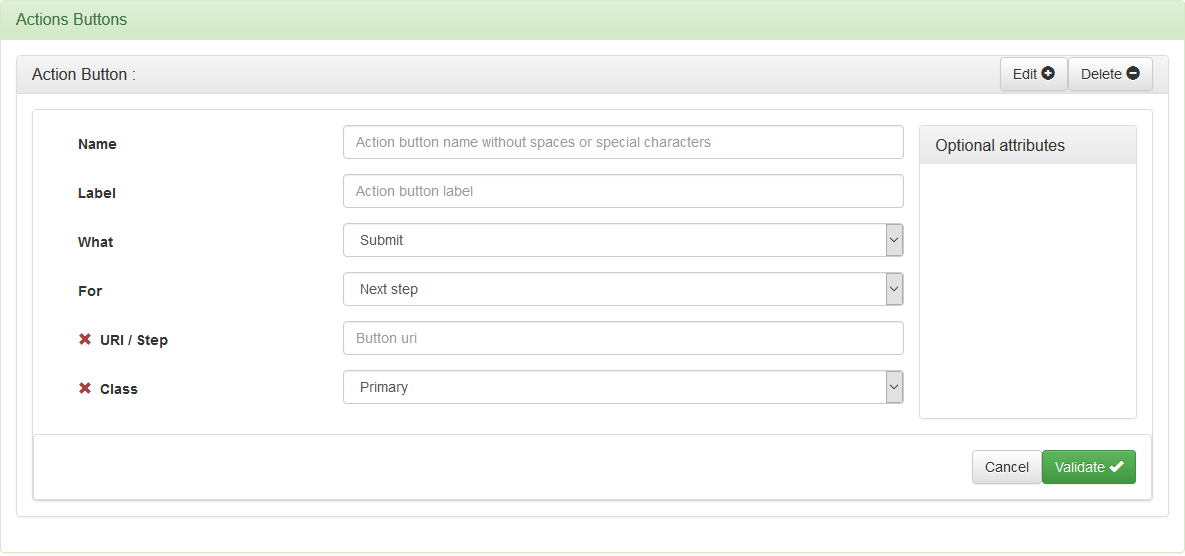 Actions Buttons
Action Button :
Edit
Delete
Name
Action button name without spaces or special characters
Optional attributes
Label
Action button label
What
Submit
For
Next step
URI / Step
Button uri
Class
Primary
Cancel
Validate